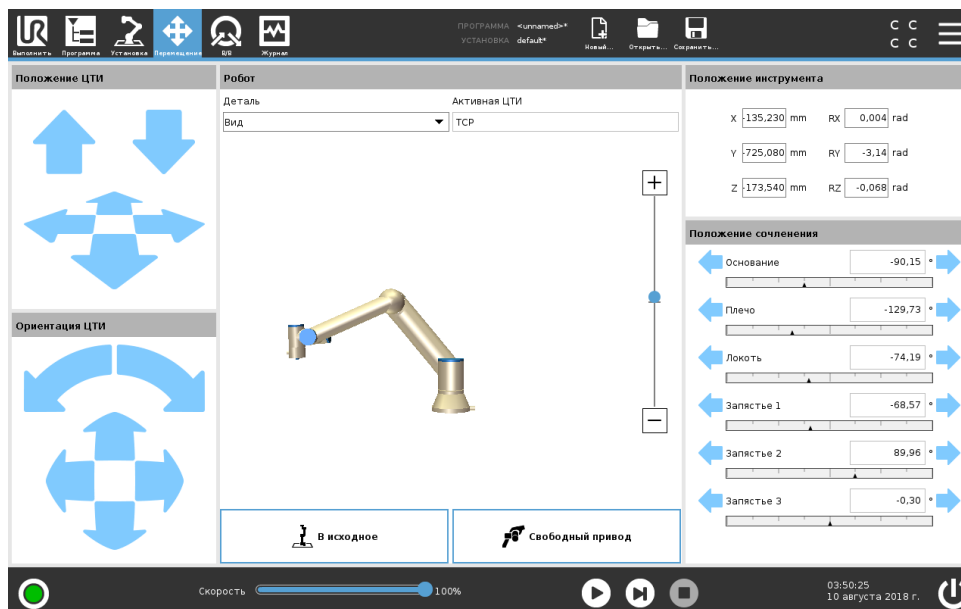 UR
ПРОГРАММА <unnamed>*
УСТАНОВКА default*
Выполнить Программа Установка Перемещение В/В Журнал
Новый... Открыть... Сохранить...
C C
C C
Положение ЦТИ
Робот
Положение инструмента
Деталь
Активная ЦТИ
Вид
TCP
X -135,230 mm RX 0,004 rad
Y -725,080 mm RY -3,14 rad
Z -173,540 mm RZ -0,068 rad
Положение сочленения
Основание -90,15 °
Плечо -129,73 °
Ориентация ЦТИ
Локоть -74,19 °
Запястье 1 -68,57 °
Запястье 2 89,96 °
Запястье 3 -0,30 °
В исходное
Свободный привод
Скорость 100%
03:50:25
10 августа 2018 г.